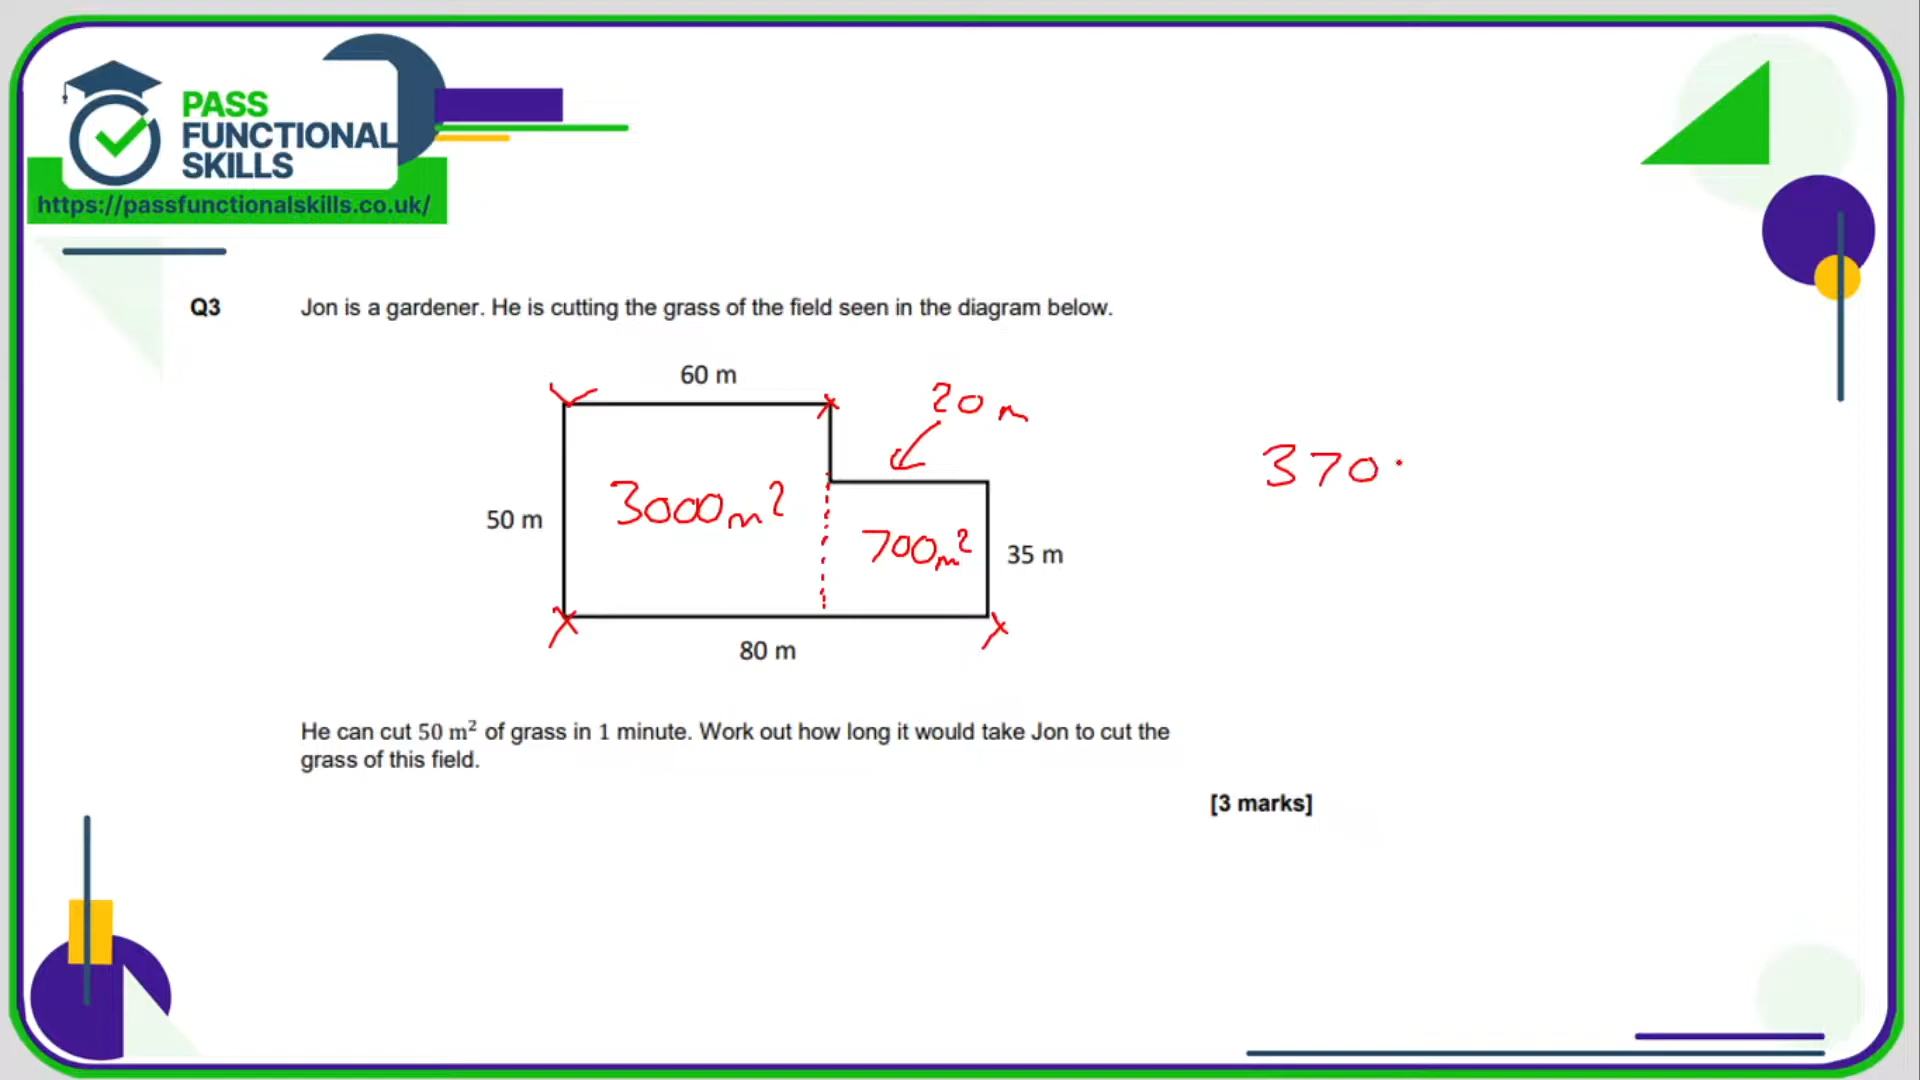 PASS
FUNCTIONAL
SKILLS
https://passfunctionalskills.co.uk/
Q3 Jon is a gardener. He is cutting the grass of the field seen in the diagram below.
60 m
20 m
370
50 m
3000m²
700m²
35 m
80 m
He can cut 50 m² of grass in 1 minute. Work out how long it would take Jon to cut the
grass of this field.
[3 marks]